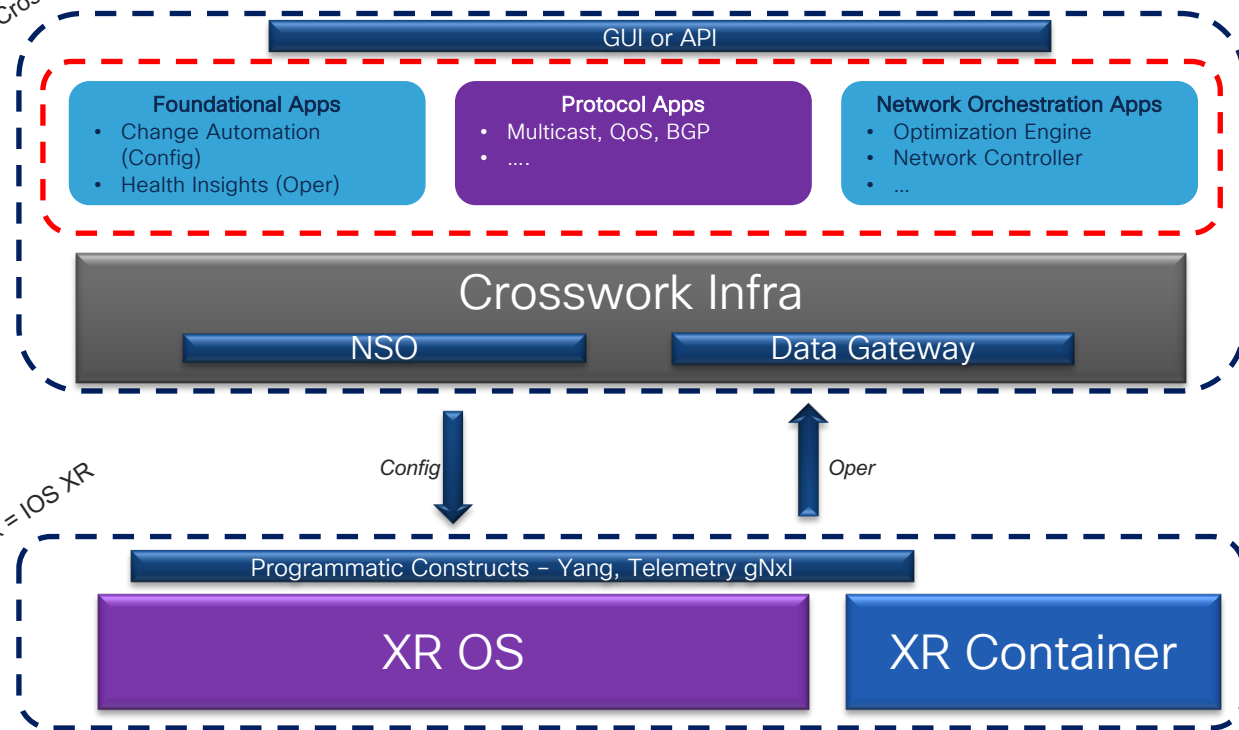 Cros
GUI or API
Foundational Apps
• Change Automation
(Config)
• Health Insights (Oper)
Protocol Apps
• Multicast, QoS, BGP
• ....
Network Orchestration Apps
• Optimization Engine
• Network Controller
• ...
Crosswork Infra
NSO
Data Gateway
Config
Oper
= IOS XR
Programmatic Constructs – Yang, Telemetry gNxI
XR OS
XR Container